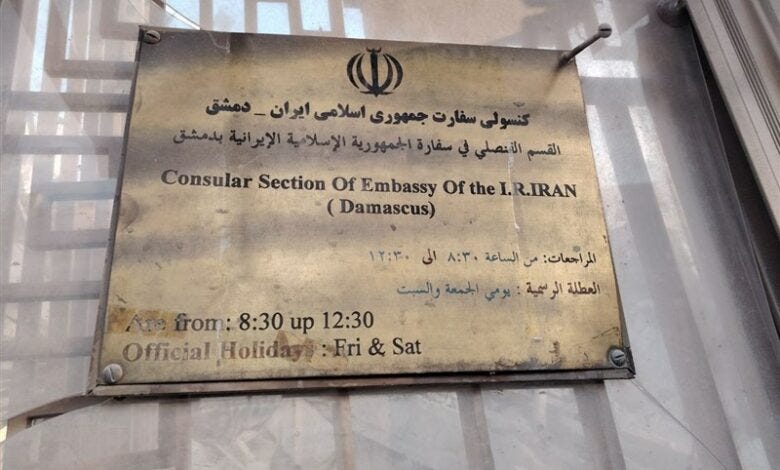 کنسولی سفارت جمهوری اسلامی ایران _ دمشق
القسم القنصلي في سفارة الجمهورية الإسلامية الإيرانية بدمشق
Consular Section Of Embassy Of the I.R.IRAN
( Damascus)
المراجعات: من الساعة ٨:٣٠ الى ١٢:٣٠
العطلة الرسمية : يومي الجمعة والسبت
Are from: 8:30 up 12:30
Official Holidays : Fri & Sat